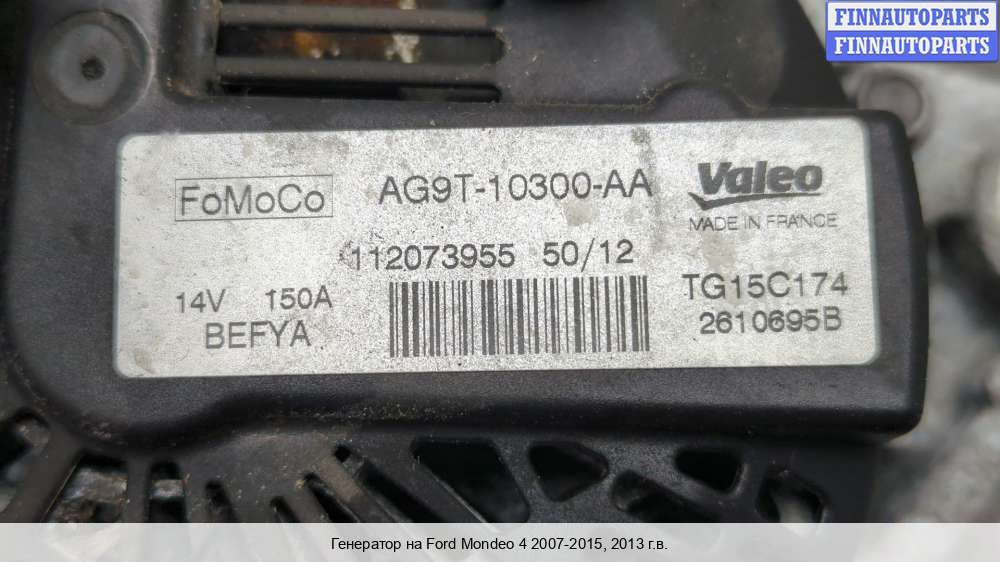 FINNAUTOPARTS
FINNAUTOPARTS
FoMoCo
AG9T-10300-AA
Valeo
MADE IN FRANCE
112073955 50/12
14V 150A
BEFYA
TG15C174
2610695B
Генератор на Ford Mondeo 4 2007-2015, 2013 г.в.